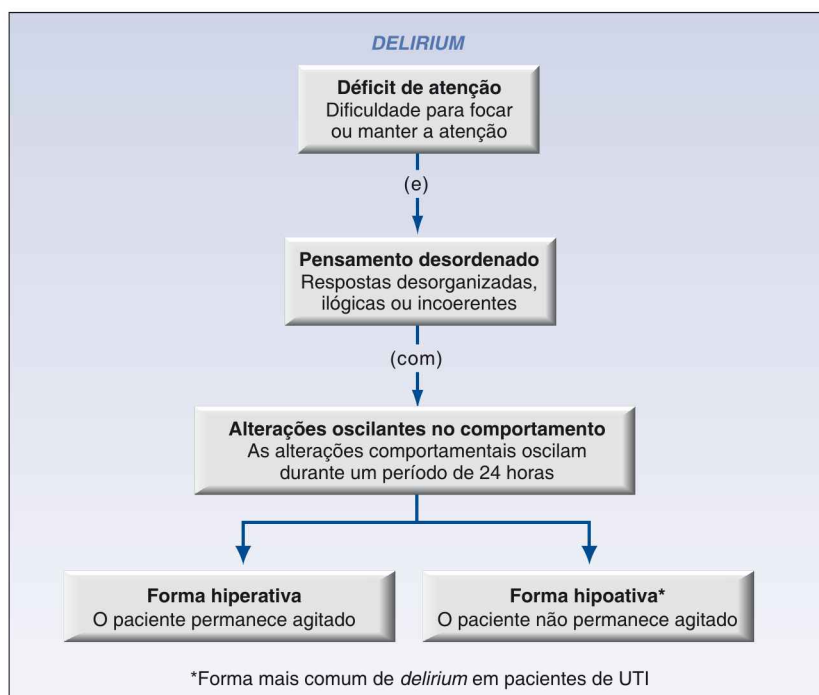 DELIRIUM
Déficit de atenção
Dificuldade para focar
ou manter a atenção
(e)
Pensamento desordenado
Respostas desorganizadas,
ilógicas ou incoerentes
(com)
Alterações oscilantes no comportamento
As alterações comportamentais oscilam
durante um período de 24 horas
Forma hiperativa
O paciente permanece agitado
Forma hipoativa*
O paciente não permanece agitado
*Forma mais comum de delirium em pacientes de UTI